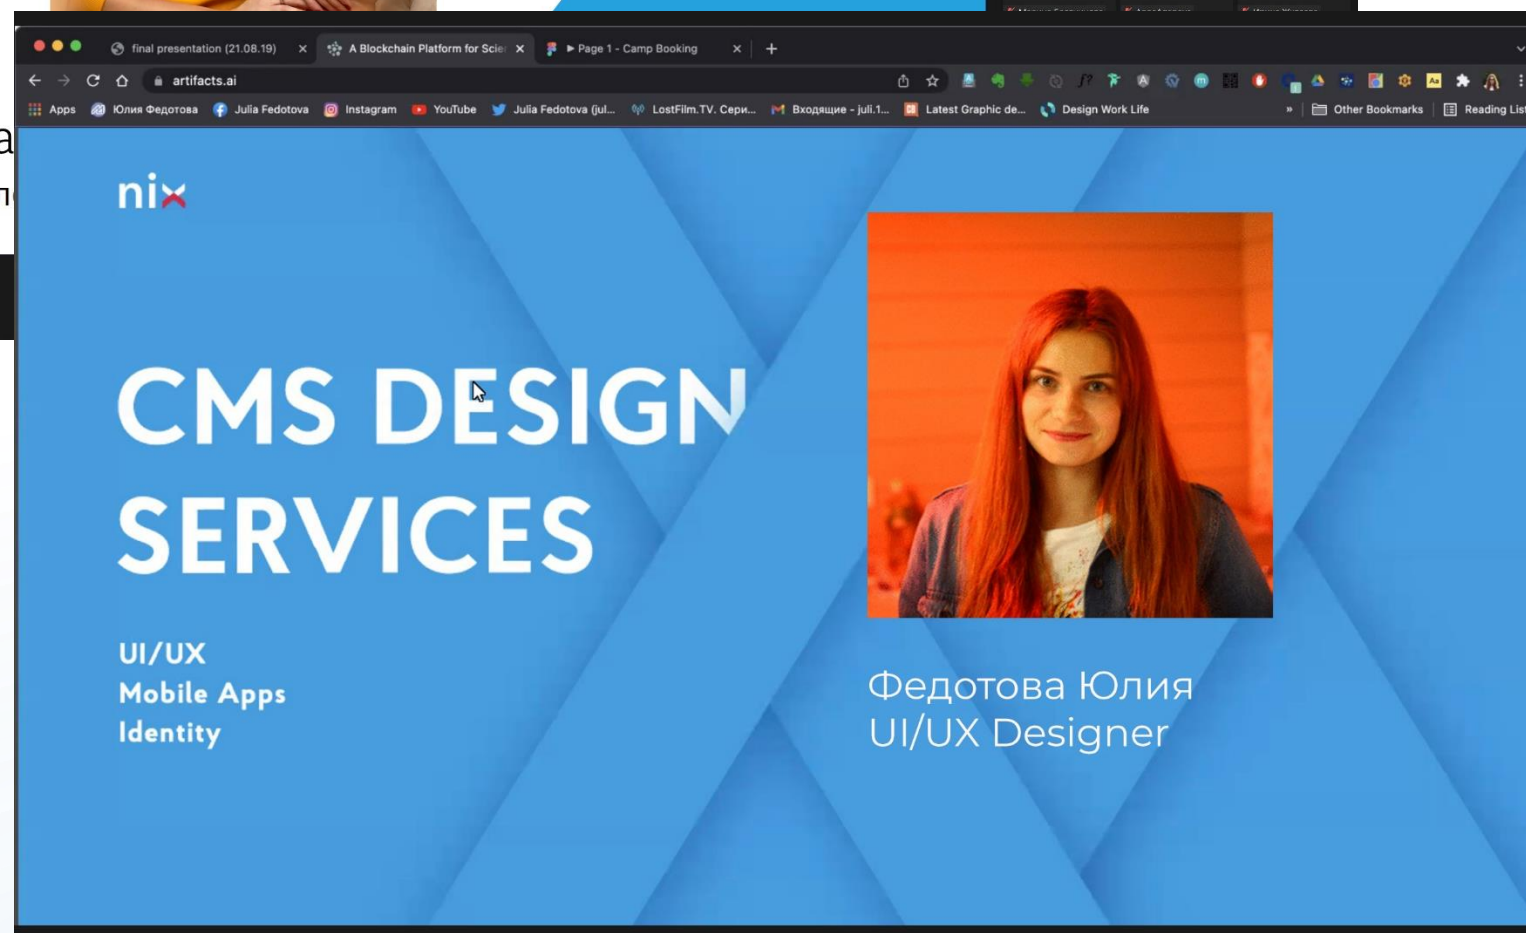 final presentation (21.08.19)
A Blockchain Platform for Scie
Page 1 - Camp Booking
artifacts.ai
Apps
Юлия Федотова
Julia Fedotova
Instagram
YouTube
Julia Fedotova (jul...
LostFilm.TV. Сери...
Входящие - juli.1...
Latest Graphic de...
Design Work Life
»
Other Bookmarks
Reading List
nix
CMS DESIGN
SERVICES
UI/UX
Mobile Apps
Identity
Федотова Юлия
UI/UX Designer